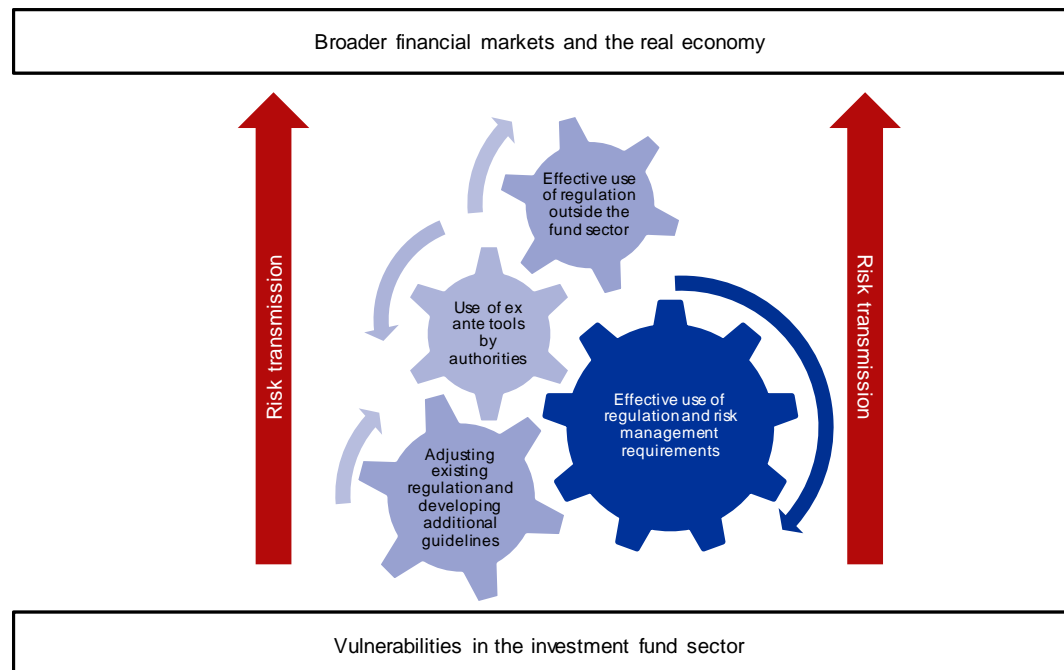 Broader financial markets and the real economy
Risk transmission
Effective use
of regulation
outside the
fund sector
Use of ex
ante tools
by
authorities
Adjusting
existing
regulation and
developing
additional
guidelines
Effective use of
regulation and risk
management
requirements
Risk transmission
Vulnerabilities in the investment fund sector